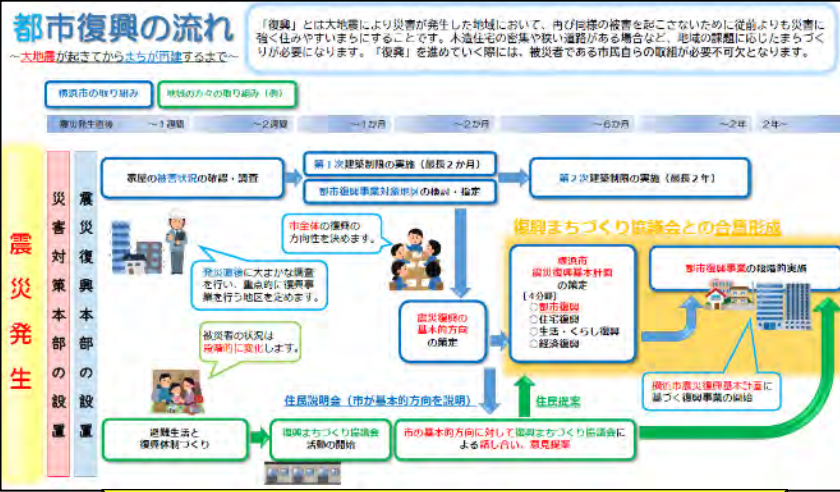 都市復興の流れ
~大地震が起きてからまちが再建するまで~
「復興」とは大地震により災害が発生した地域において、再び同様の被害を起こさないために従前よりも災害に
強く住みやすいまちにすることです。木造住宅の密集や狭い道路がある場合など、地域の課題に応じたまちづく
りが必要になります。「復興」を進めていく際には、被災者である市民自らの取組が必要不可欠となります。
横浜市の取り組み
地域の方々の取り組み（例）
震災発生直後
~1週間
~2週間
~1か月
~2か月
~6か月
~2年
2年~
震災発生
災害対策本部の設置
震災復興本部の設置
家屋の被害状況の確認・調査
第1次建築制限の実施（最長2か月）
都市復興事業対象地区の検討・指定
第2次建築制限の実施（最長2年）
発災直後に大まかな調査
を行い、重点的に復興事
業を行う地区を定めます。
市全体の復興の
方向性を決めます。
復興まちづくり協議会との合意形成
震災復興の
基本的方向
の策定
横浜市
震災復興基本計画
の策定
[4分野]
○都市復興
○住宅復興
○生活・くらし復興
○経済復興
都市復興事業の段階的実施
横浜市震災復興基本計画に
基づく復興事業の開始
被災者の状況は
段階的に変化します。
住民説明会（市が基本的方向を説明）
住民提案
避難生活と
復興体制づくり
復興まちづくり協議会
活動の開始
市の基本的方向に対して復興まちづくり協議会に
よる話し合い、意見提案